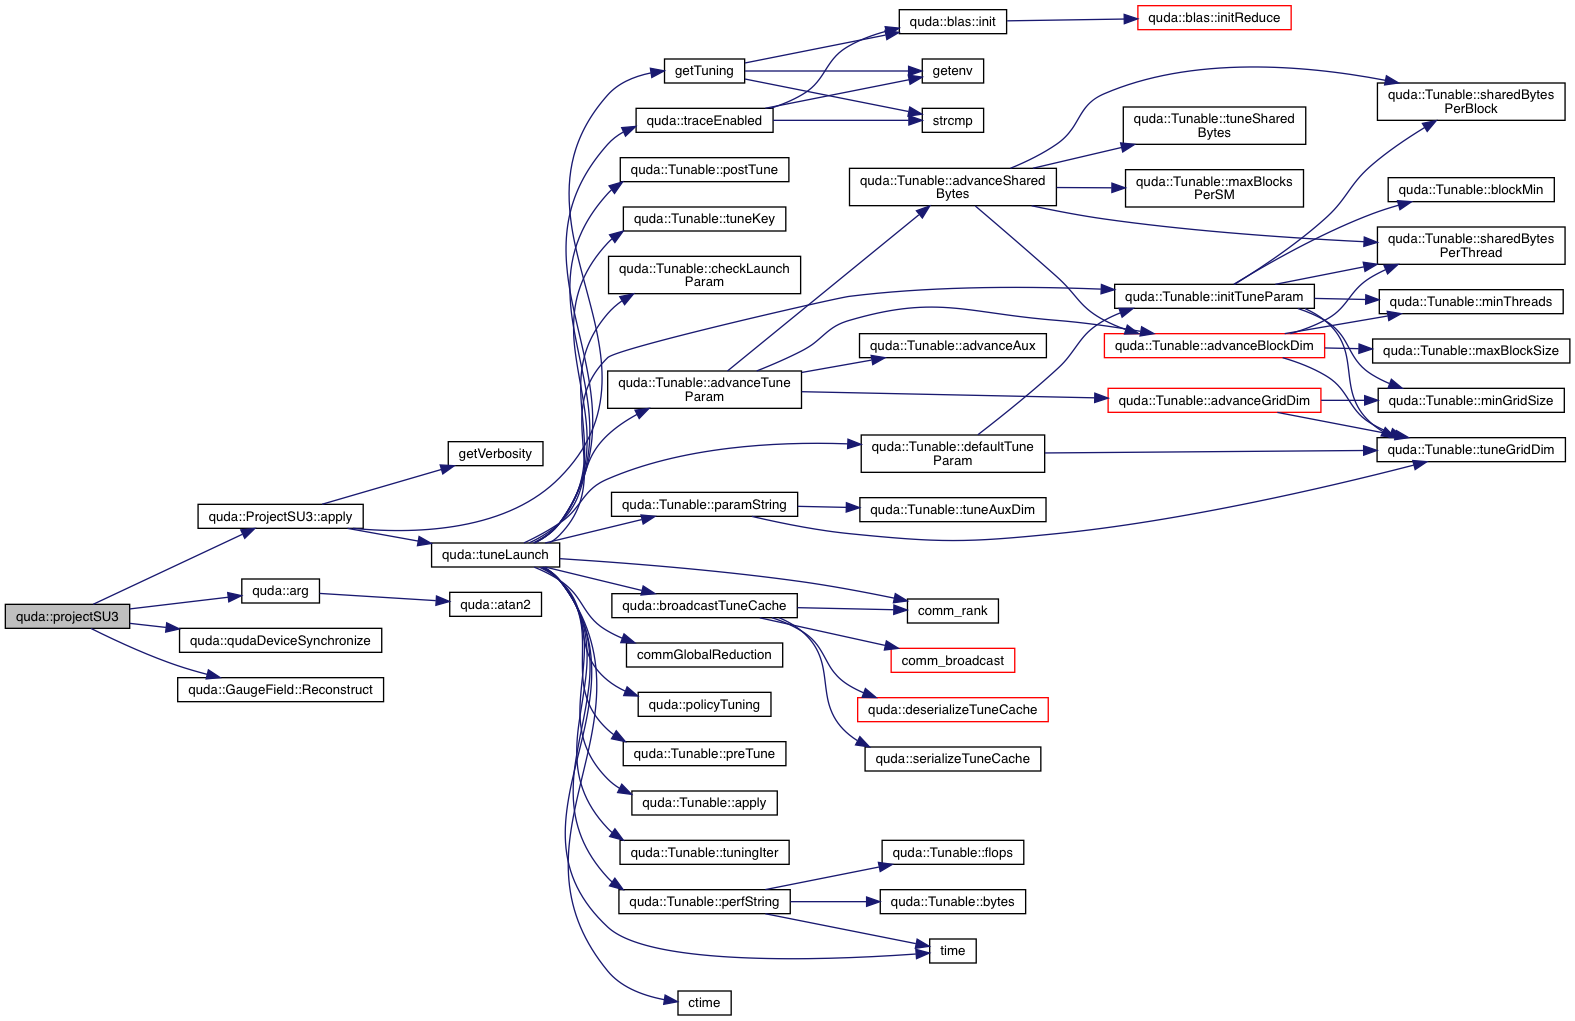 quda::projectSU3
quda::ProjectSU3::apply
quda::arg
quda::qudaDeviceSynchronize
quda::GaugeField::Reconstruct
getVerbosity
quda::tuneLaunch
quda::atan2
getTuning
quda::traceEnabled
quda::Tunable::postTune
quda::Tunable::tuneKey
quda::Tunable::checkLaunch
Param
quda::Tunable::advanceTune
Param
quda::Tunable::paramString
quda::broadcastTuneCache
commGlobalReduction
quda::policyTuning
quda::Tunable::preTune
quda::Tunable::apply
quda::Tunable::tuningIter
quda::Tunable::perfString
ctime
quda::blas::init
getenv
strcmp
quda::Tunable::advanceShared
Bytes
quda::Tunable::advanceAux
quda::Tunable::defaultTune
Param
quda::Tunable::tuneAuxDim
comm_rank
comm_broadcast
quda::deserializeTuneCache
quda::serializeTuneCache
quda::Tunable::flops
quda::Tunable::bytes
time
quda::blas::initReduce
quda::Tunable::tuneShared
Bytes
quda::Tunable::maxBlocks
PerSM
quda::Tunable::initTuneParam
quda::Tunable::advanceBlockDim
quda::Tunable::advanceGridDim
quda::Tunable::sharedBytes
PerBlock
quda::Tunable::blockMin
quda::Tunable::sharedBytes
PerThread
quda::Tunable::minThreads
quda::Tunable::maxBlockSize
quda::Tunable::minGridSize
quda::Tunable::tuneGridDim